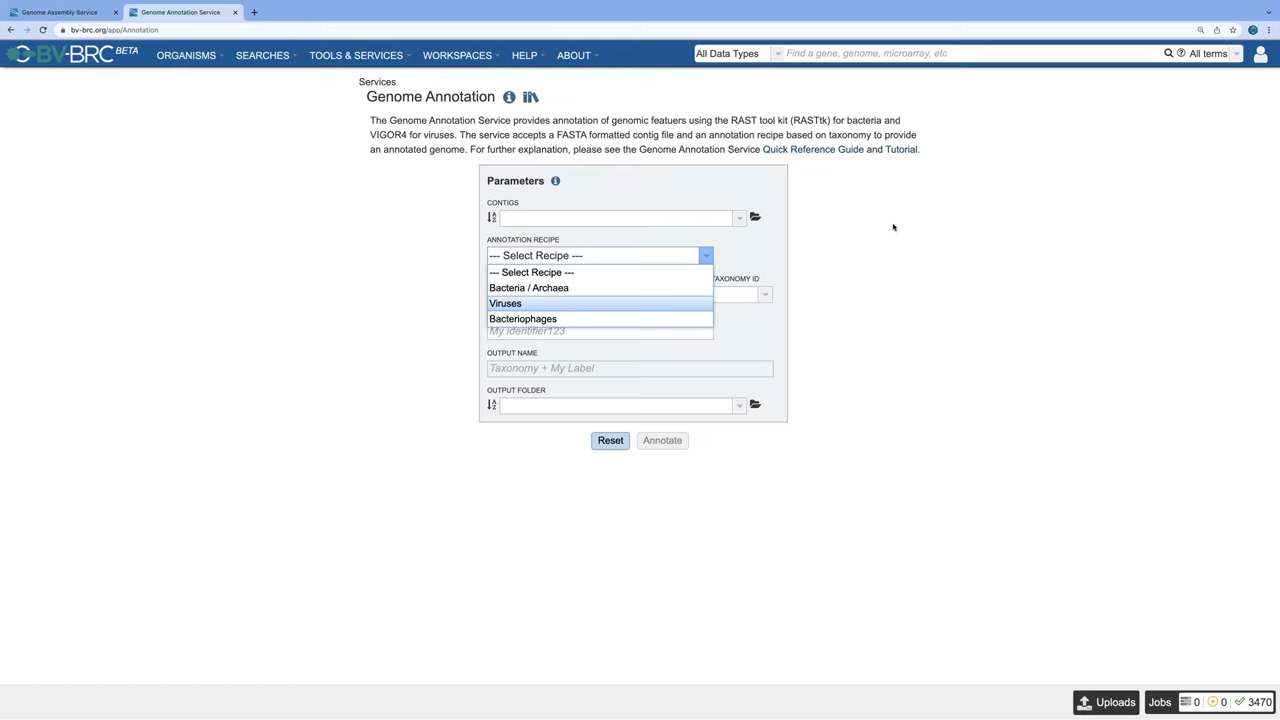 Genome Assembly Service
Genome Annotation Service
bv-brc.org/app/Annotation
BV-BRC BETA
ORGANISMS
SEARCHES
TOOLS & SERVICES
WORKSPACES
HELP
ABOUT
All Data Types
Find a gene, genome, microarray, etc
All terms
Services
Genome Annotation
The Genome Annotation Service provides annotation of genomic featuers using the RAST tool kit (RASTtk) for bacteria and
VIGOR4 for viruses. The service accepts a FASTA formatted contig file and an annotation recipe based on taxonomy to provide
an annotated genome. For further explanation, please see the Genome Annotation Service Quick Reference Guide and Tutorial.
Parameters
CONTIGS
ANNOTATION RECIPE
--- Select Recipe ---
--- Select Recipe ---
Bacteria / Archaea
TAXONOMY ID
Viruses
Bacteriophages
My identifier123
OUTPUT NAME
Taxonomy + My Label
OUTPUT FOLDER
Reset
Annotate
Uploads
Jobs
0
0
3470